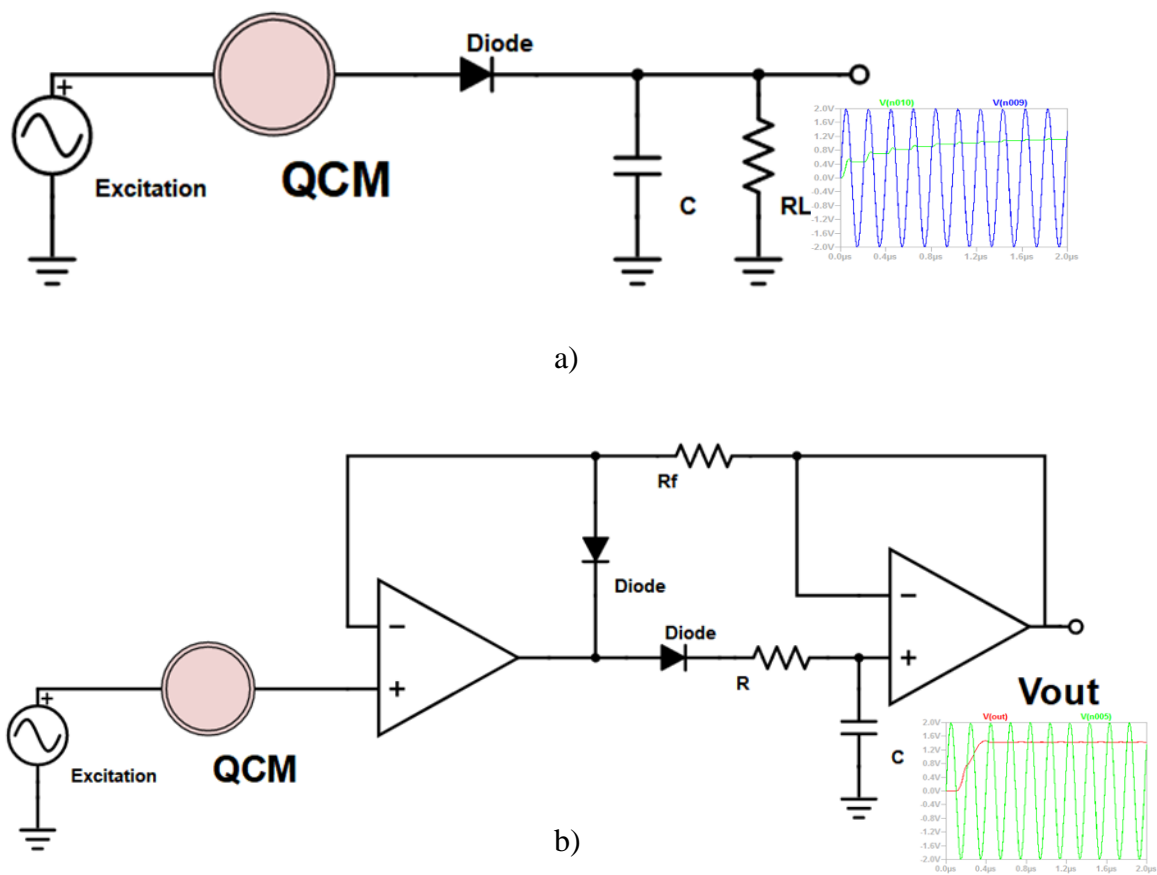 Diode
+
QCM
Excitation
C
RL
V(n010) V(n009)
2.0V
1.6V
1.2V
0.8V
0.4V
0.0V
-0.4V
-0.8V
-1.2V
-1.6V
-2.0V
0.0µs 0.4µs 0.8µs 1.2µs 1.6µs 2.0µs
a)
Rf
Diode
Diode
−
+
R
−
+
+
Excitation
QCM
C
Vout
V(out) V(n005)
2.0V
1.6V
1.2V
0.8V
0.4V
0.0V
-0.4V
-0.8V
-1.2V
-1.6V
-2.0V
0.0µs 0.4µs 0.8µs 1.2µs 1.6µs 2.0µs
b)